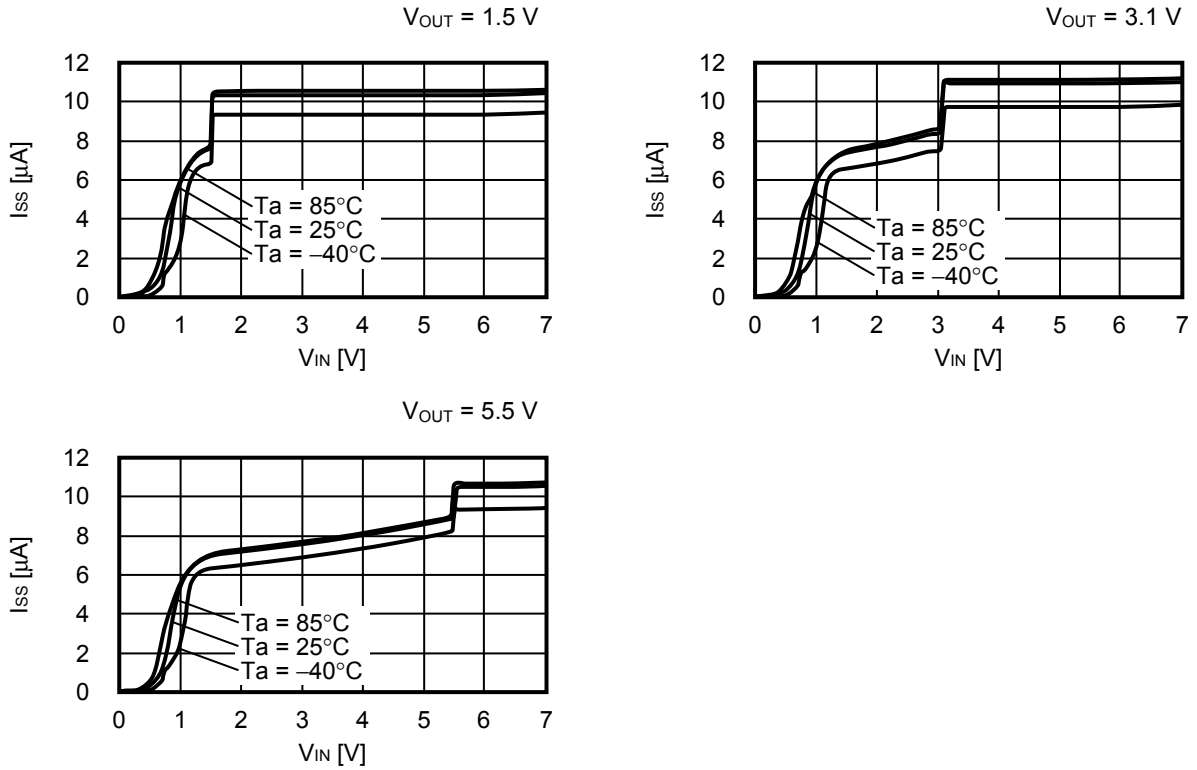 V_OUT = 1.5 V
12
10
8
6
4
2
0
ISS [µA]
Ta = 85°C
Ta = 25°C
Ta = −40°C
0 1 2 3 4 5 6 7
VIN [V]
V_OUT = 3.1 V
12
10
8
6
4
2
0
ISS [µA]
Ta = 85°C
Ta = 25°C
Ta = −40°C
0 1 2 3 4 5 6 7
VIN [V]
V_OUT = 5.5 V
12
10
8
6
4
2
0
ISS [µA]
Ta = 85°C
Ta = 25°C
Ta = −40°C
0 1 2 3 4 5 6 7
VIN [V]